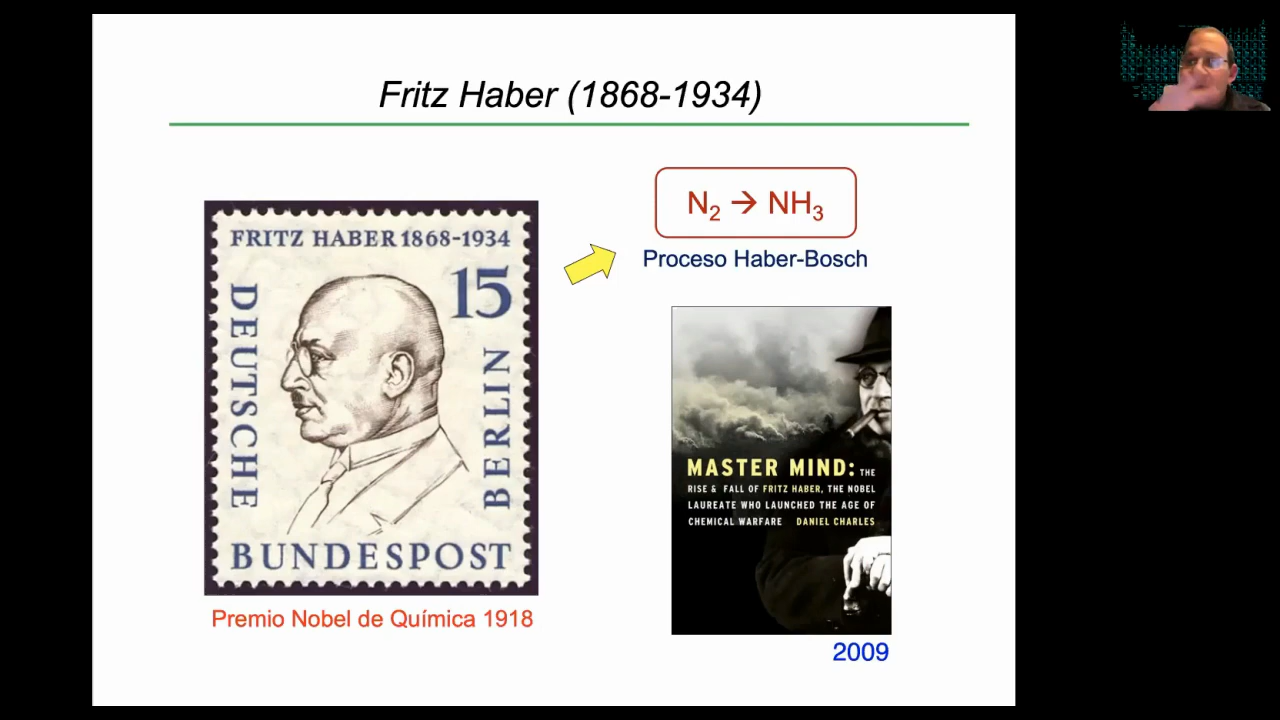 Fritz Haber (1868-1934)
FRITZ HABER 1868-1934
15
DEUTSCHE
BERLIN
BUNDESPOST
Premio Nobel de Química 1918
N₂ → NH₃
Proceso Haber-Bosch
MASTER MIND: THE
RISE & FALL OF FRITZ HABER, THE NOBEL
LAUREATE WHO LAUNCHED THE AGE OF
CHEMICAL WARFARE DANIEL CHARLES
2009